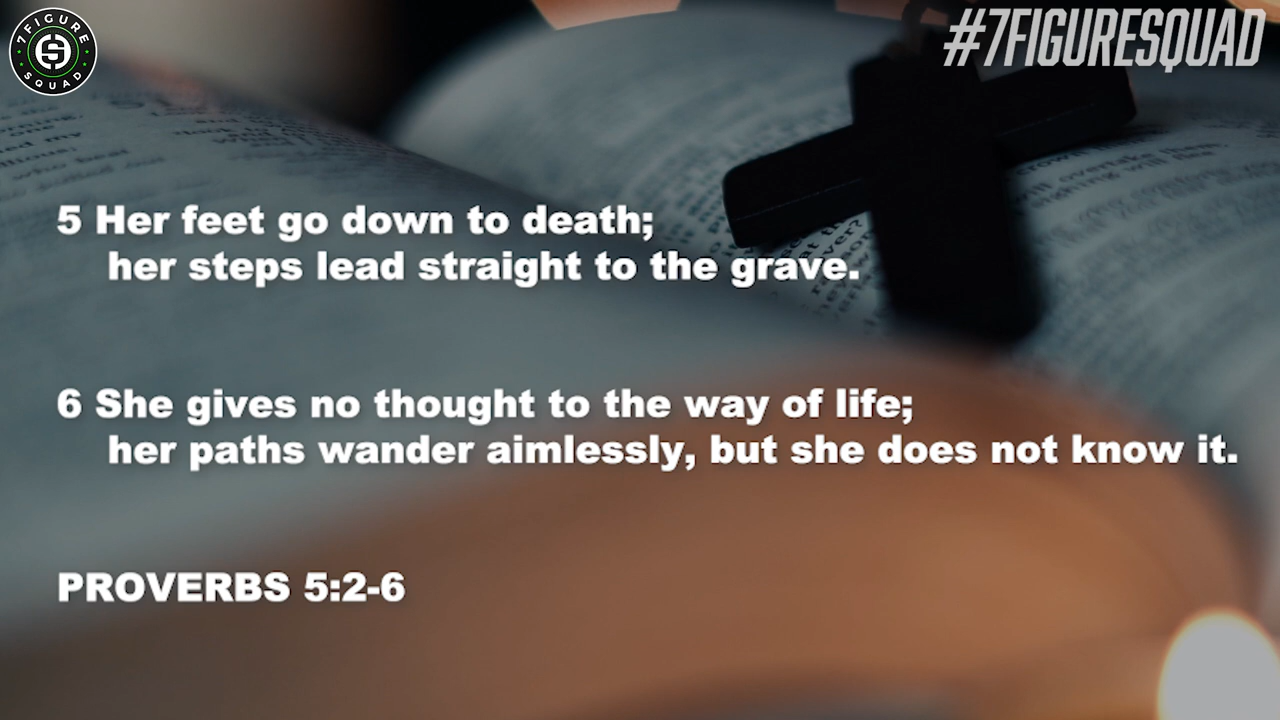 7FIGURE
SQUAD
#7FIGURESQUAD
5 Her feet go down to death;
her steps lead straight to the grave.
6 She gives no thought to the way of life;
her paths wander aimlessly, but she does not know it.
PROVERBS 5:2-6